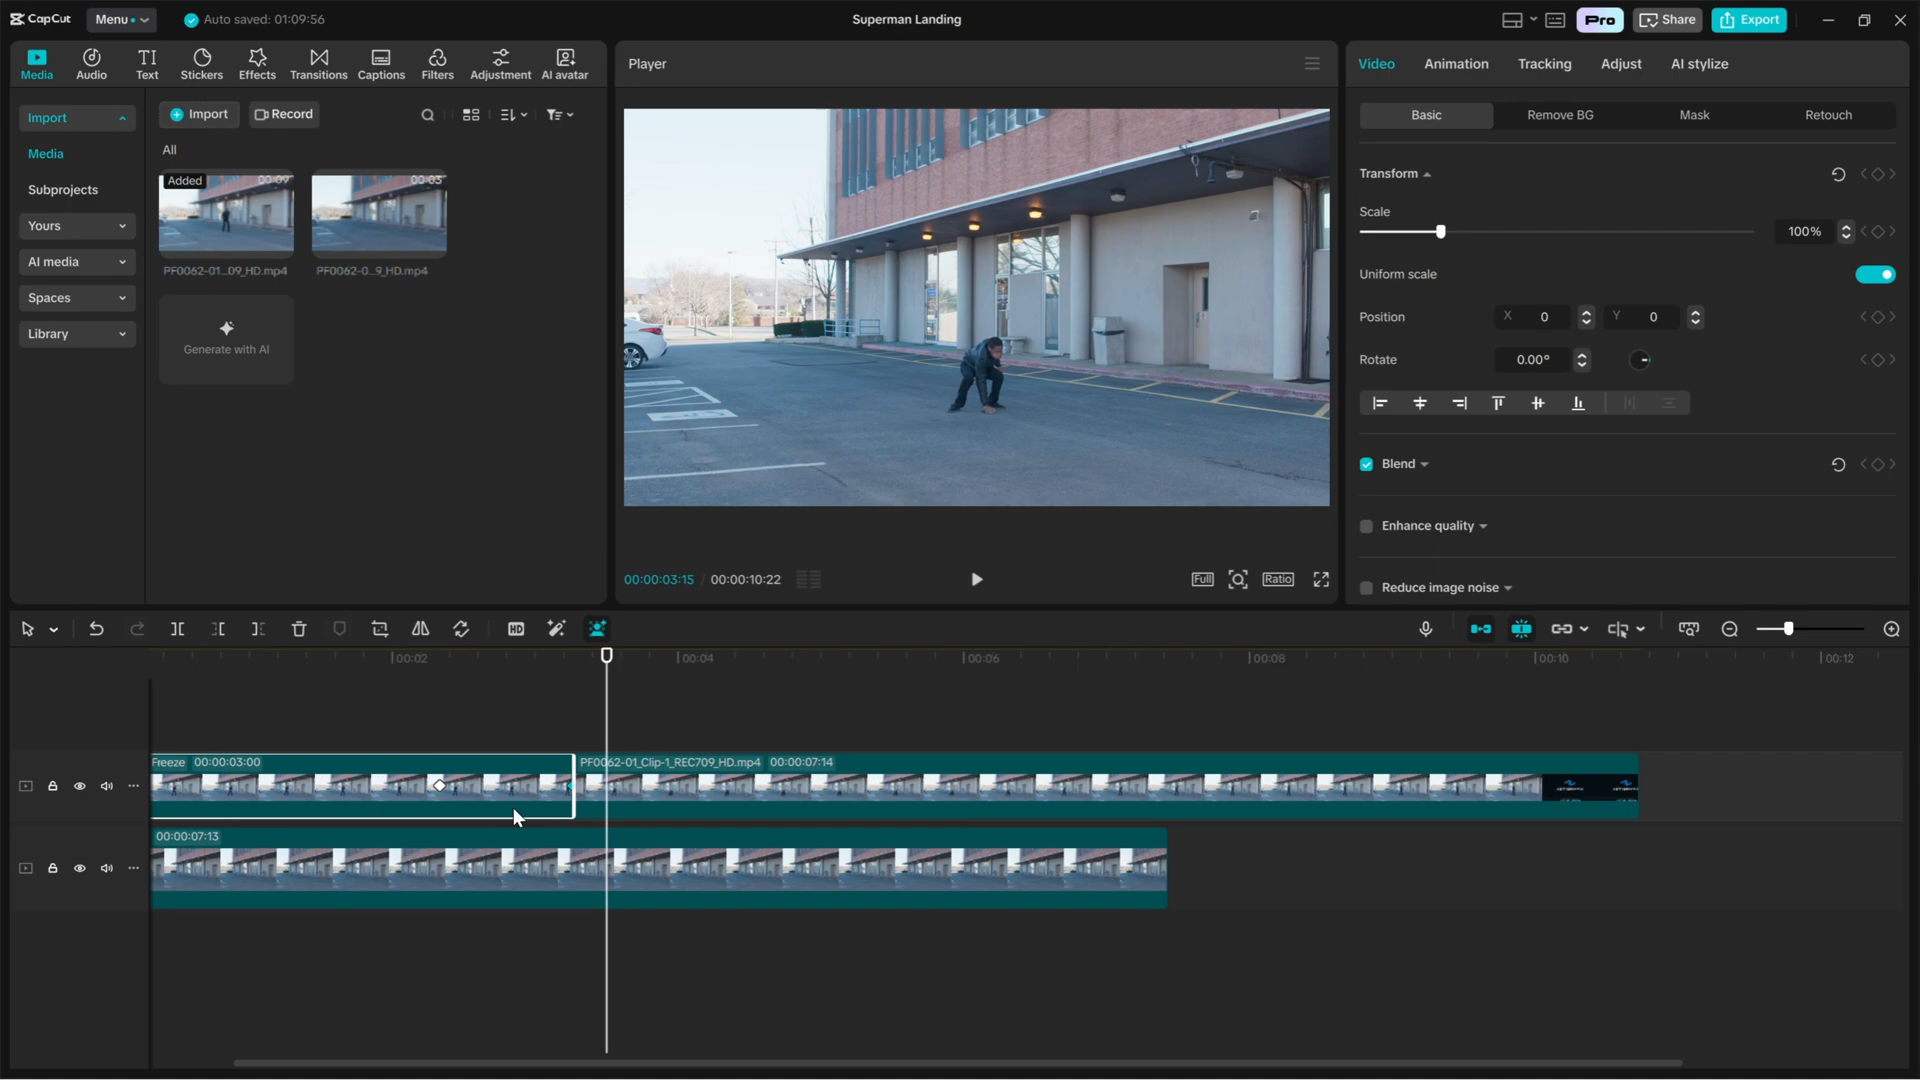 CapCut
Menu
Auto saved: 01:09:56
Superman Landing
Pro
Share
Export
Media
Audio
TI
Text
Stickers
Effects
Transitions
Captions
Filters
Adjustment
AI avatar
Player
Video
Animation
Tracking
Adjust
AI stylize
Import
Media
Subprojects
Yours
AI media
Spaces
Library
Import
Record
All
Added
00:09
00:03
PF0062-01...09_HD.mp4
PF0062-0...9_HD.mp4
Generate with AI
Basic
Remove BG
Mask
Retouch
Transform
Scale
100%
Uniform scale
Position
X 0
Y 0
Rotate
0.00°
Blend
Enhance quality
Reduce image noise
00:00:03:15 / 00:00:10:22
Full
Ratio
HD
00:02
00:04
00:06
00:08
00:10
00:12
Freeze 00:00:03:00
PF0062-01_Clip-1_REC709_HD.mp4 00:00:07:14
00:00:07:13